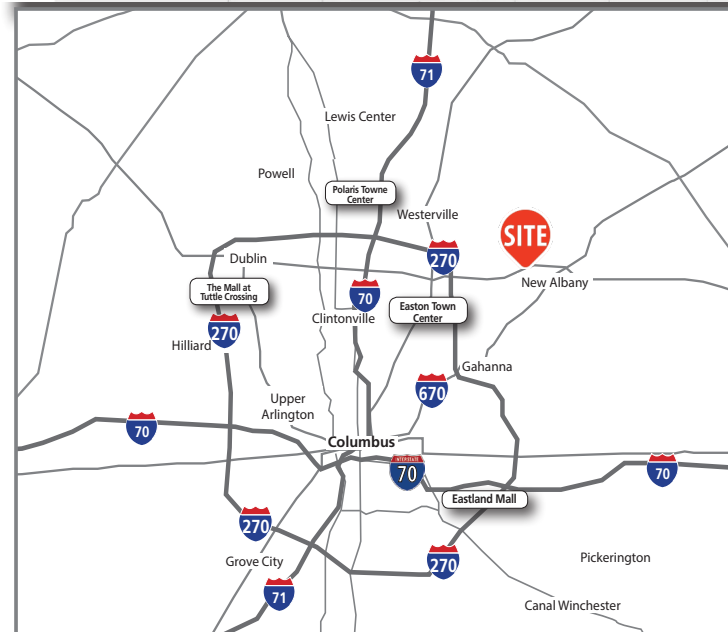 71
Lewis Center
Powell
Polaris Towne
Center
Westerville
SITE
270
Dublin
New Albany
The Mall at
Tuttle Crossing
70
Easton Town
Center
Clintonville
270
Hilliard
Gahanna
670
Upper
Arlington
70
Columbus
INTERSTATE
70
70
Eastland Mall
270
270
Grove City
Pickerington
71
Canal Winchester